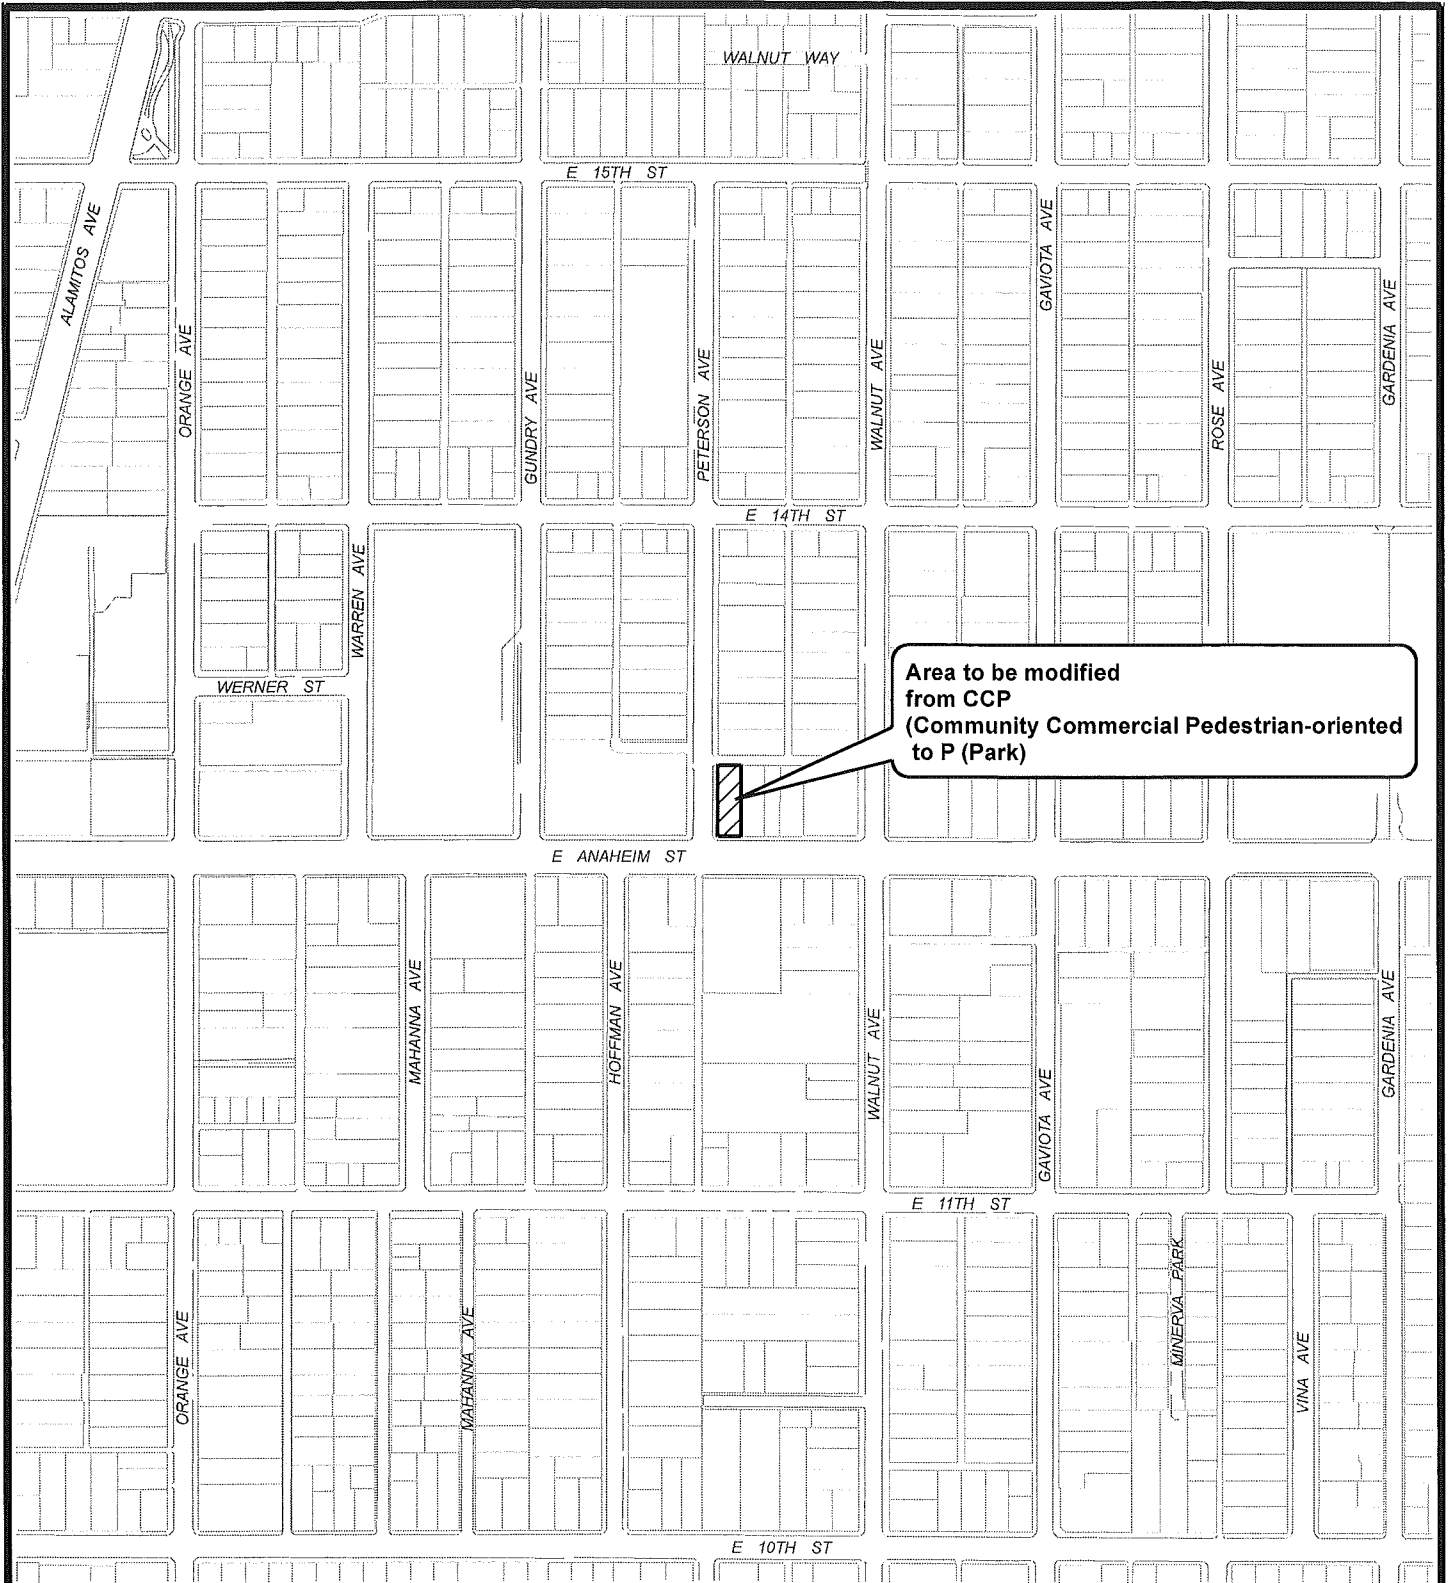 WALNUT WAY
E 15TH ST
ALAMITOS AVE
ORANGE AVE
GUNDRY AVE
PETERSON AVE
WALNUT AVE
GAVIOTA AVE
ROSE AVE
GARDENIA AVE
E 14TH ST
WARREN AVE
WERNER ST
Area to be modified
from CCP
(Community Commercial Pedestrian-oriented
to P (Park)
E ANAHEIM ST
MAHANNA AVE
HOFFMAN AVE
WALNUT AVE
GAVIOTA AVE
GARDENIA AVE
E 11TH ST
ORANGE AVE
MAHANNA AVE
MINERVA PARK
VINA AVE
E 10TH ST